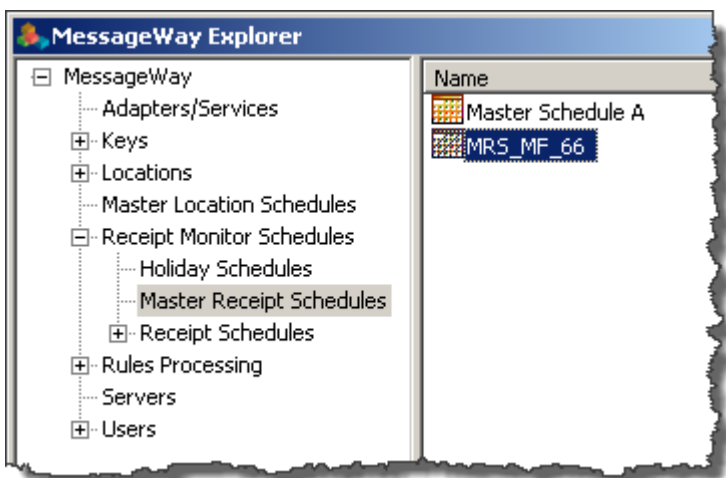 MessageWay Explorer
MessageWay
Adapters/Services
Keys
Locations
Master Location Schedules
Receipt Monitor Schedules
Holiday Schedules
Master Receipt Schedules
Receipt Schedules
Rules Processing
Servers
Users
Name
Master Schedule A
MRS_MF_66